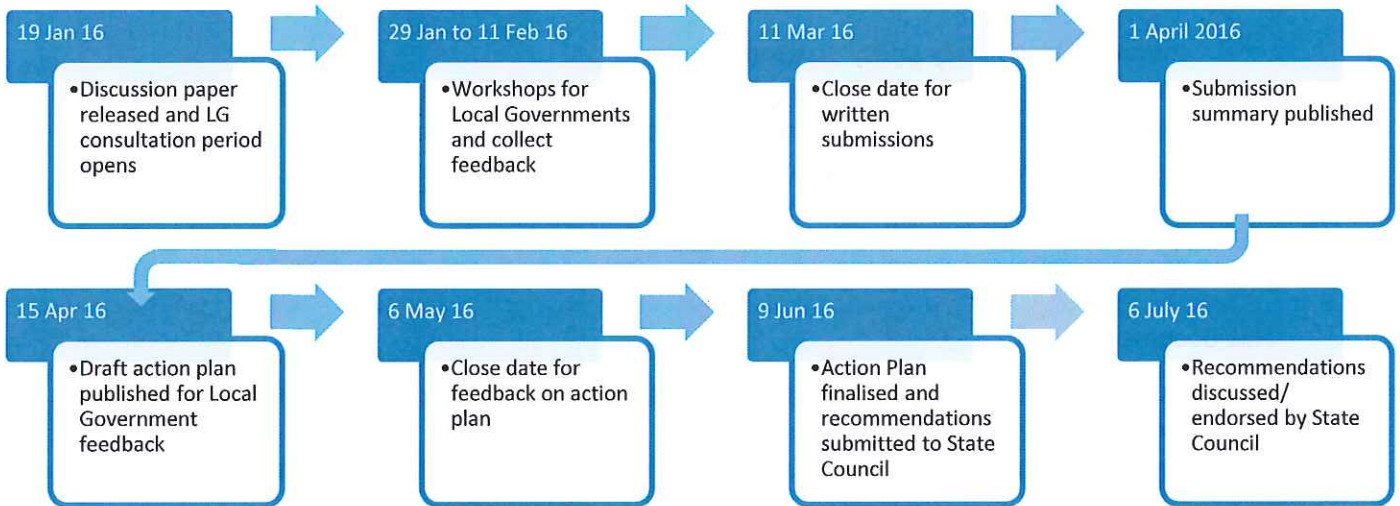 19 Jan 16
•Discussion paper
released and LG
consultation period
opens
29 Jan to 11 Feb 16
•Workshops for
Local Governments
and collect
feedback
11 Mar 16
•Close date for
written
submissions
1 April 2016
•Submission
summary published
15 Apr 16
•Draft action plan
published for Local
Government
feedback
6 May 16
•Close date for
feedback on action
plan
9 Jun 16
•Action Plan
finalised and
recommendations
submitted to State
Council
6 July 16
•Recommendations
discussed/
endorsed by State
Council